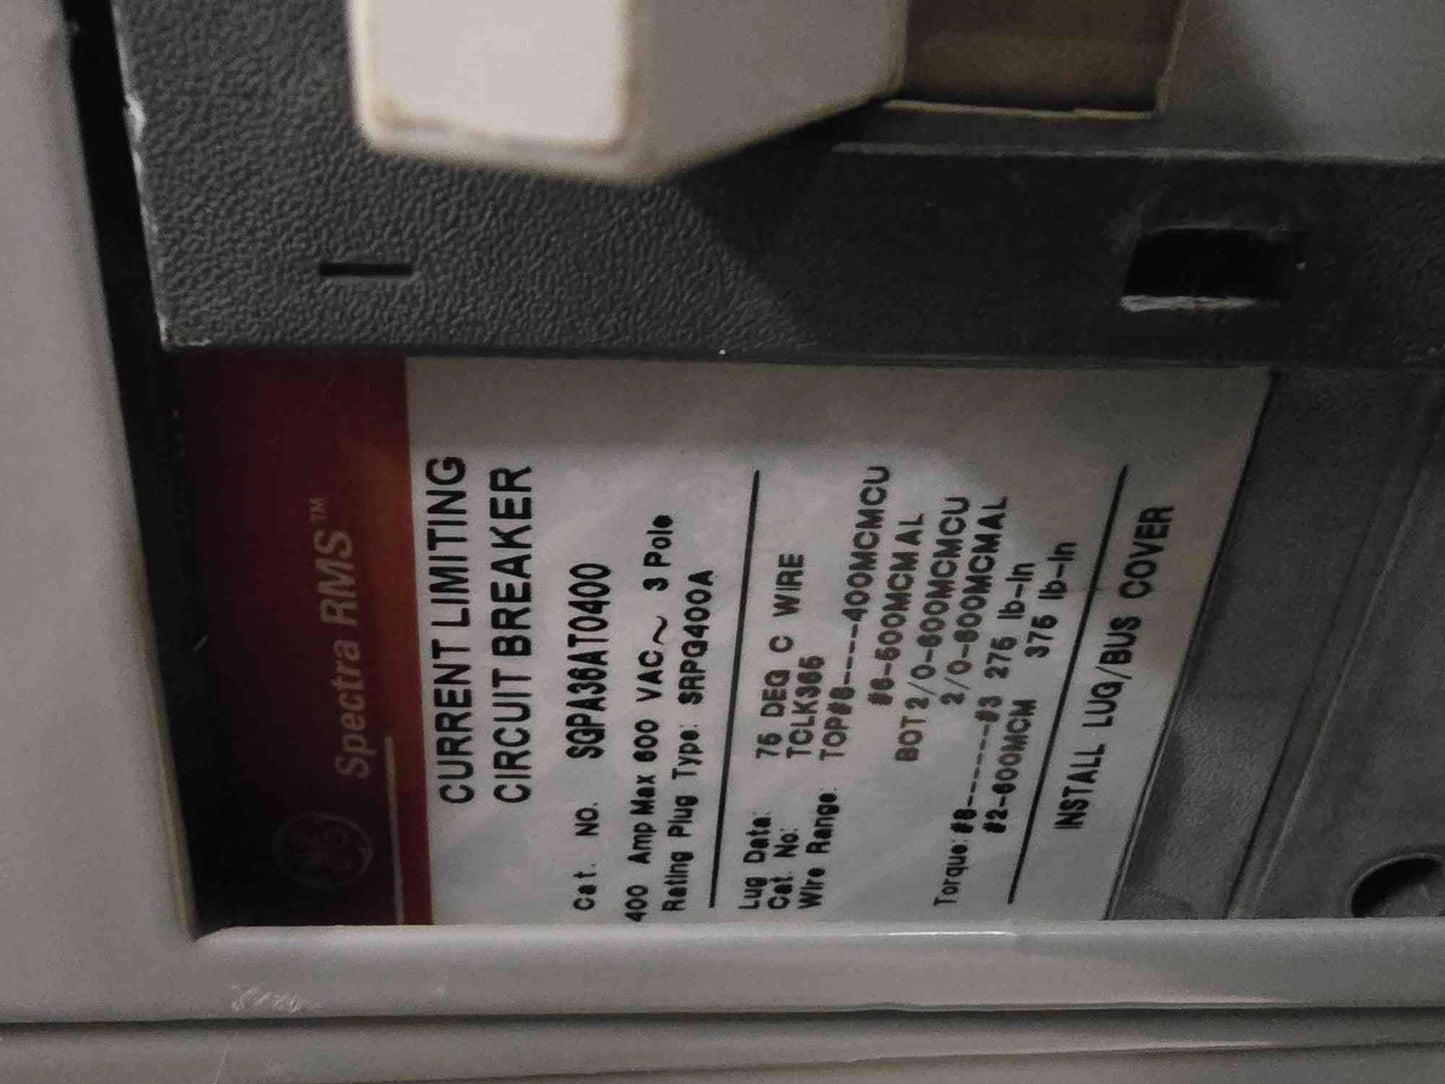 GE Spectra RMS™
CURRENT LIMITING
CIRCUIT BREAKER
Cat. NO. SGPA36AT0400
400 Amp Max 600 VAC~ 3 Pole
Rating Plug Type: SRPG400A
Lug Data: 75 DEG C WIRE
Cat. No: TCLK365
Wire Range: TOP#8----400MCMCU
#6-500MCMAL
BOT2/0-600MCMCU
2/0-600MCMAL
Torque:#8------#3 275 lb-In
#2-600MCM 375 lb-In
INSTALL LUG/BUS COVER